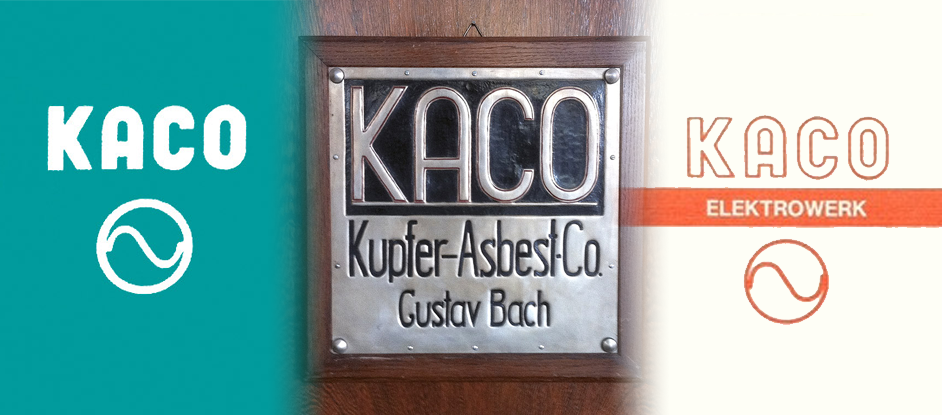 KACO
KACO
Kupfer-Asbest-Co.
Gustav Bach
KACO
ELEKTROWERK